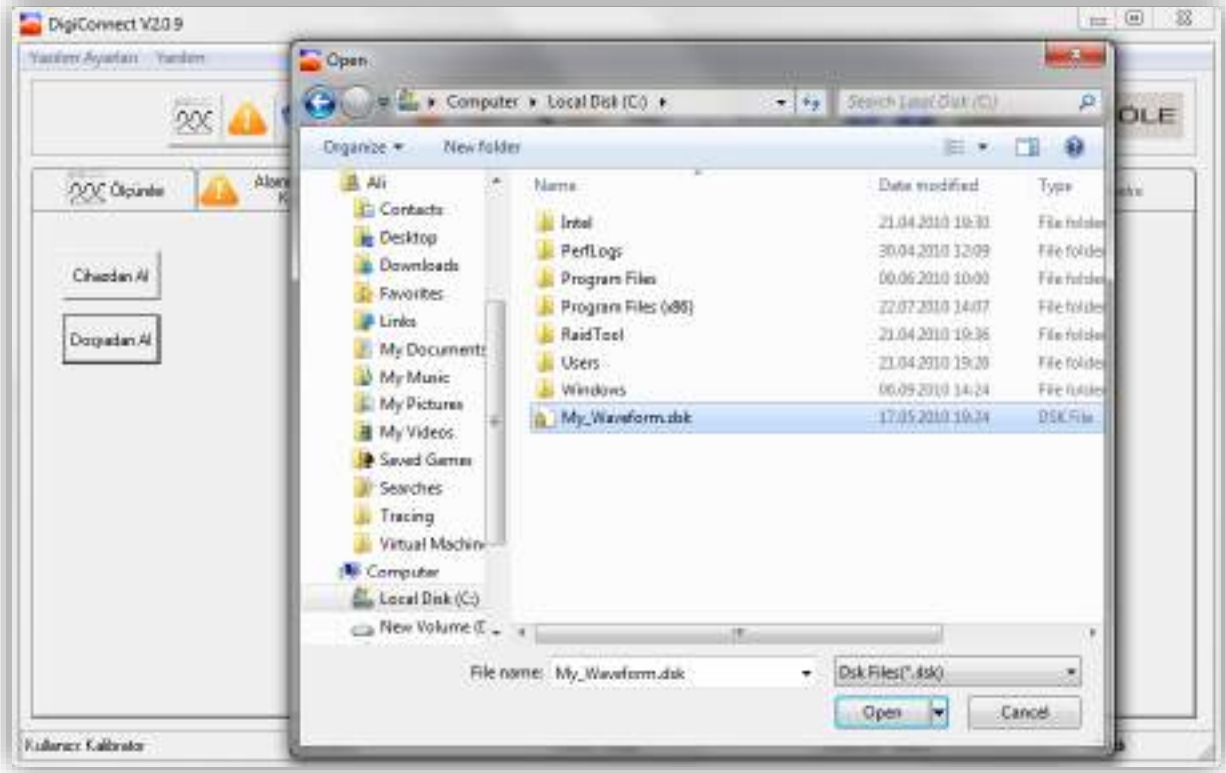 DigiConnect V2.0.9
Yazılım Ayarları Yardım
ÖLE
Ölçümler
Cihazdan Al
Dosyadan Al
Kullanıcı: Kalibratör
Open
Computer Local Disk (C:)
Search Local Disk (C:)
Organize New folder
Ali
Contacts
Desktop
Downloads
Favorites
Links
My Documents
My Music
My Pictures
My Videos
Saved Games
Searches
Tracing
Virtual Machin
Computer
Local Disk (C:)
New Volume (
Name Date modified Type
Intel 21.04.2010 19:30 File folder
PerfLogs 30.04.2010 12:09 File folder
Program Files File folder
Program Files (x86) 22.07.2010 14:07 File folder
RaidTool 21.04.2010 19:36 File folder
Users 21.04.2010 19:28 File folder
Windows 06.09.2010 14:24 File folder
My_Waveform.dsk 17.05.2010 19:24 DSK File
File name: My_Waveform.dsk Dsk Files(*.dsk)
Open Cancel